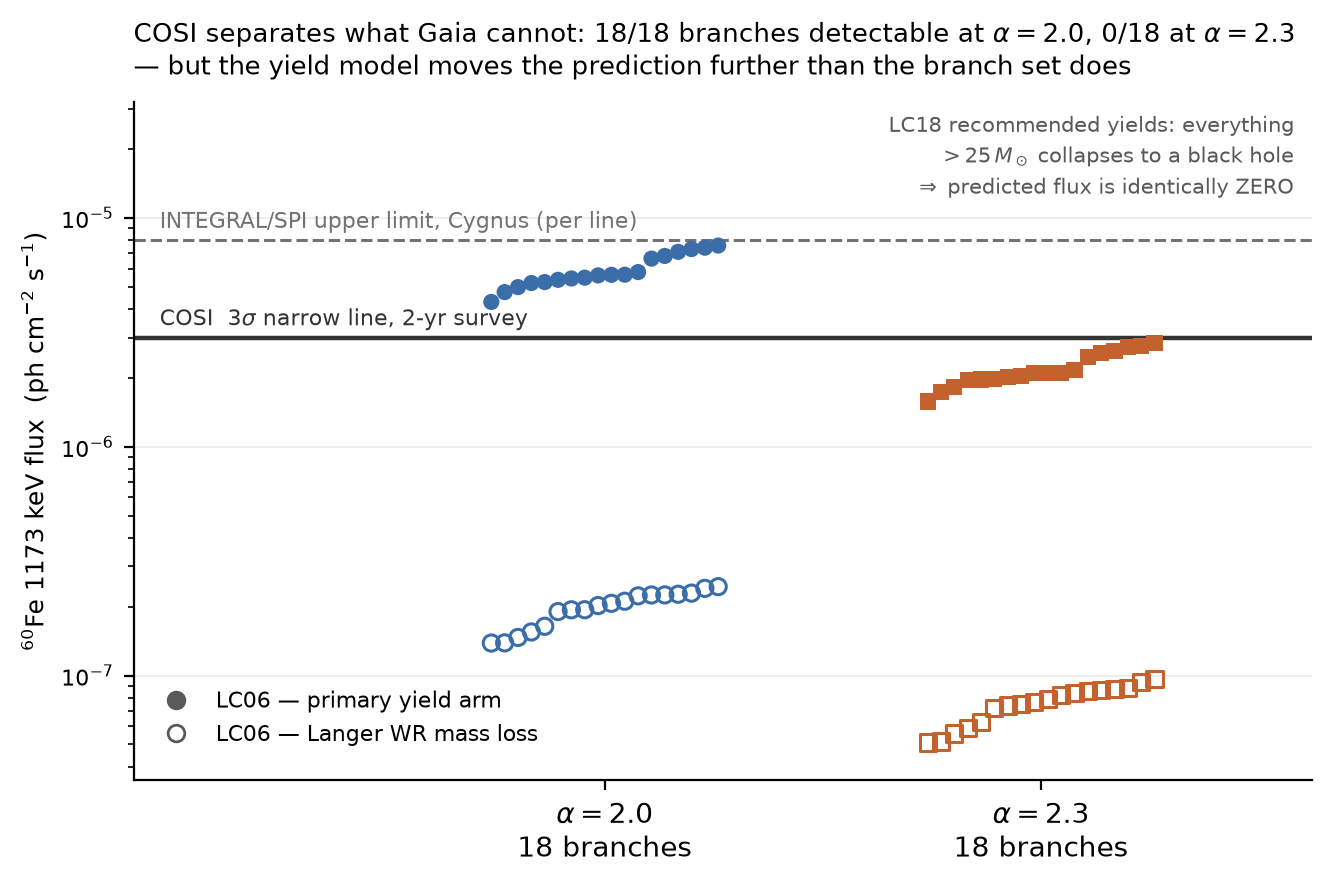 COSI separates what Gaia cannot: 18/18 branches detectable at α = 2.0, 0/18 at α = 2.3
— but the yield model moves the prediction further than the branch set does
LC18 recommended yields: everything
> 25 M⊙ collapses to a black hole
⇒ predicted flux is identically ZERO
INTEGRAL/SPI upper limit, Cygnus (per line)
COSI 3σ narrow line, 2-yr survey
⁶⁰Fe 1173 keV flux (ph cm⁻² s⁻¹)
10⁻⁵
10⁻⁶
10⁻⁷
LC06 — primary yield arm
LC06 — Langer WR mass loss
α = 2.0
18 branches
α = 2.3
18 branches